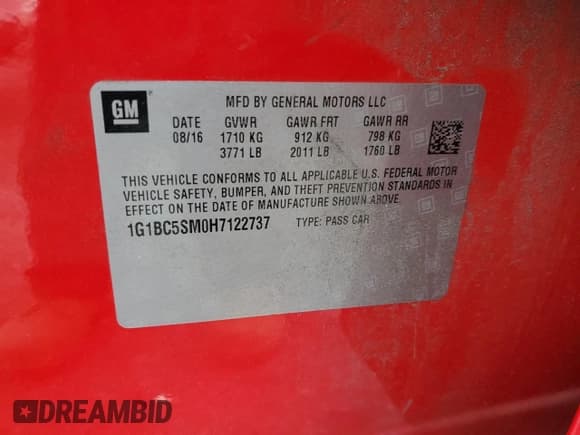 GM
MFD BY GENERAL MOTORS LLC
DATE GVWR GAWR FRT GAWR RR
08/16 1710 KG 912 KG 798 KG
3771 LB 2011 LB 1760 LB
THIS VEHICLE CONFORMS TO ALL APPLICABLE U.S. FEDERAL MOTOR
VEHICLE SAFETY, BUMPER, AND THEFT PREVENTION STANDARDS IN
EFFECT ON THE DATE OF MANUFACTURE SHOWN ABOVE.
1G1BC5SM0H7122737 TYPE: PASS CAR
DREAMBID